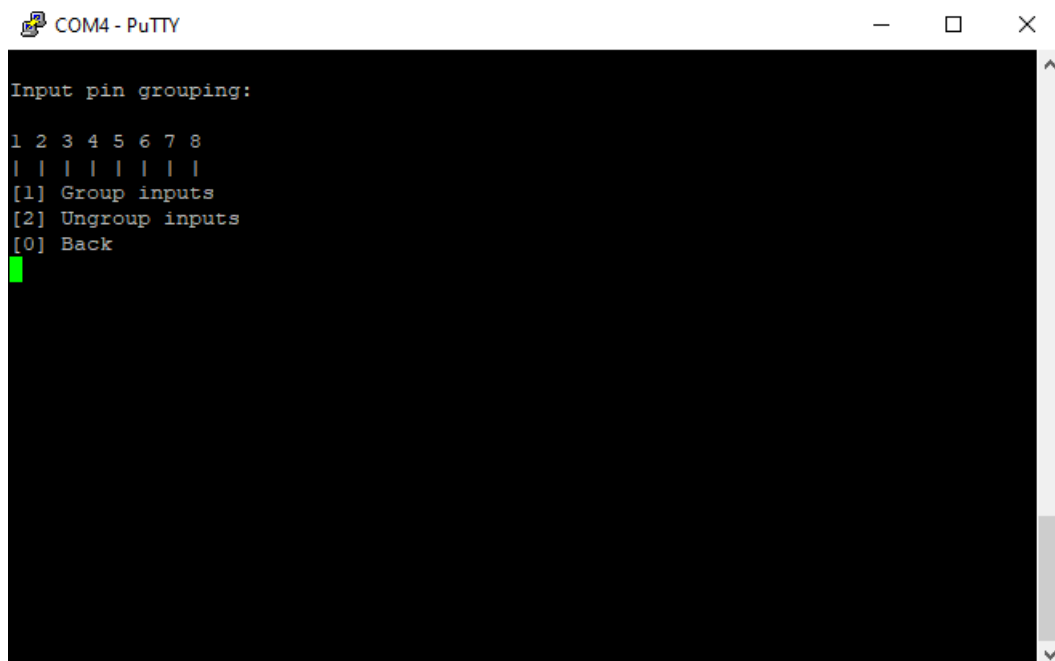 COM4 - PuTTY
Input pin grouping:
1 2 3 4 5 6 7 8
| | | | | | | |
[1] Group inputs
[2] Ungroup inputs
[0] Back